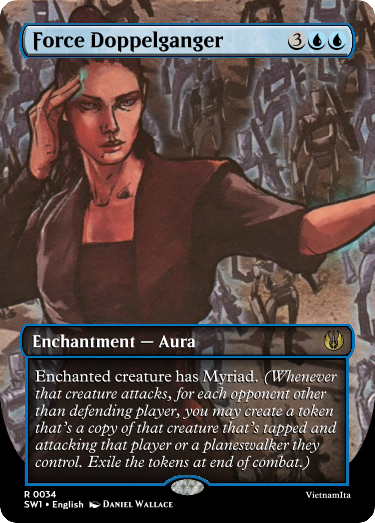 Force Doppelganger 3
Enchantment — Aura
Enchanted creature has Myriad. (Whenever
that creature attacks, for each opponent other
than defending player, you may create a token
that's a copy of that creature that's tapped and
attacking that player or a planeswalker they
control. Exile the tokens at end of combat.)
R 0034
SW1 • English DANIEL WALLACE
VietnamIta